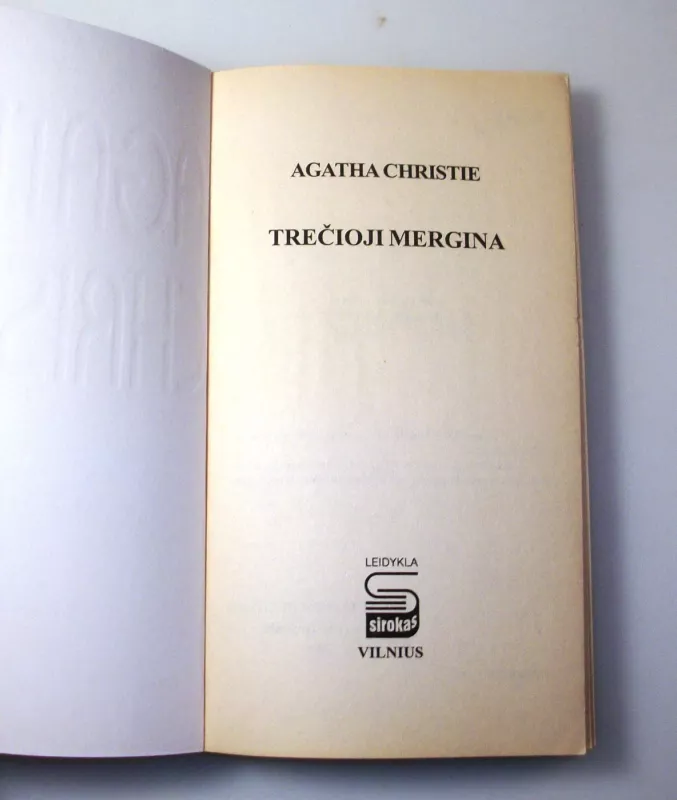 AGATHA CHRISTIE
TREČIOJI MERGINA
LEIDYKLA
sirokas
VILNIUS